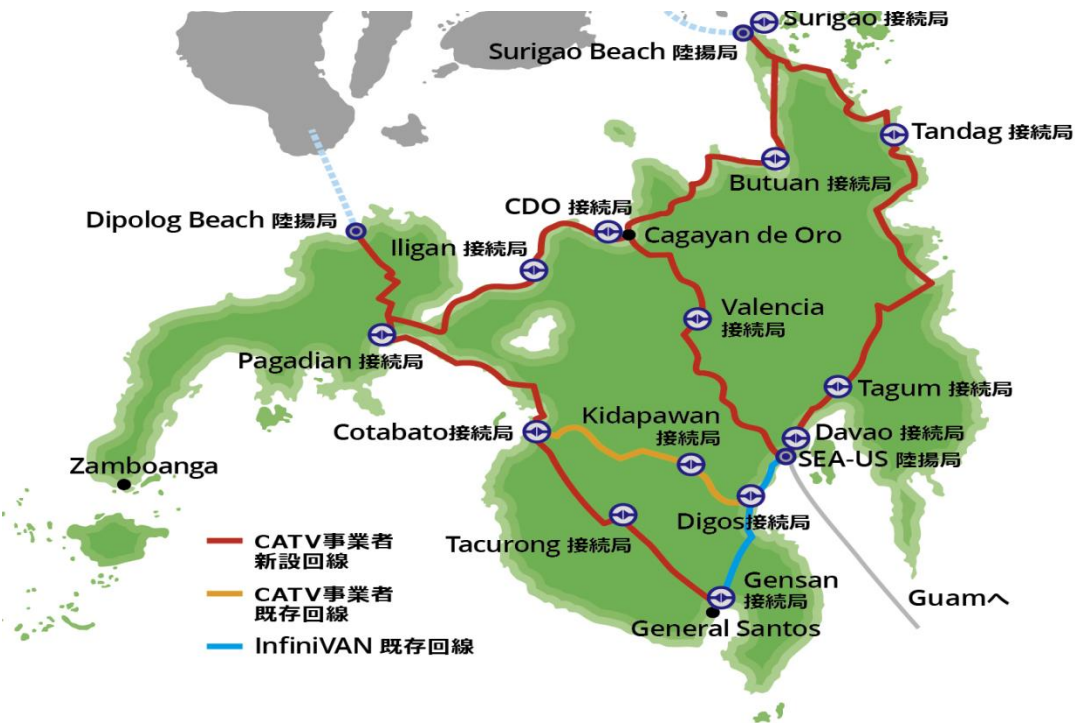 Surigao 接続局
Surigao Beach 陸揚局
Tandag 接続局
Butuan 接続局
CDO 接続局
Dipolog Beach 陸揚局
Cagayan de Oro
Iligan 接続局
Valencia
接続局
Pagadian 接続局
Tagum 接続局
Kidapawan
接続局
Cotabato接続局
Davao 接続局
SEA-US 陸揚局
Zamboanga
Digos接続局
Tacurong 接続局
CATV事業者
新設回線
CATV事業者
既存回線
InfiniVAN 既存回線
Gensan
接続局
General Santos
Guamへ